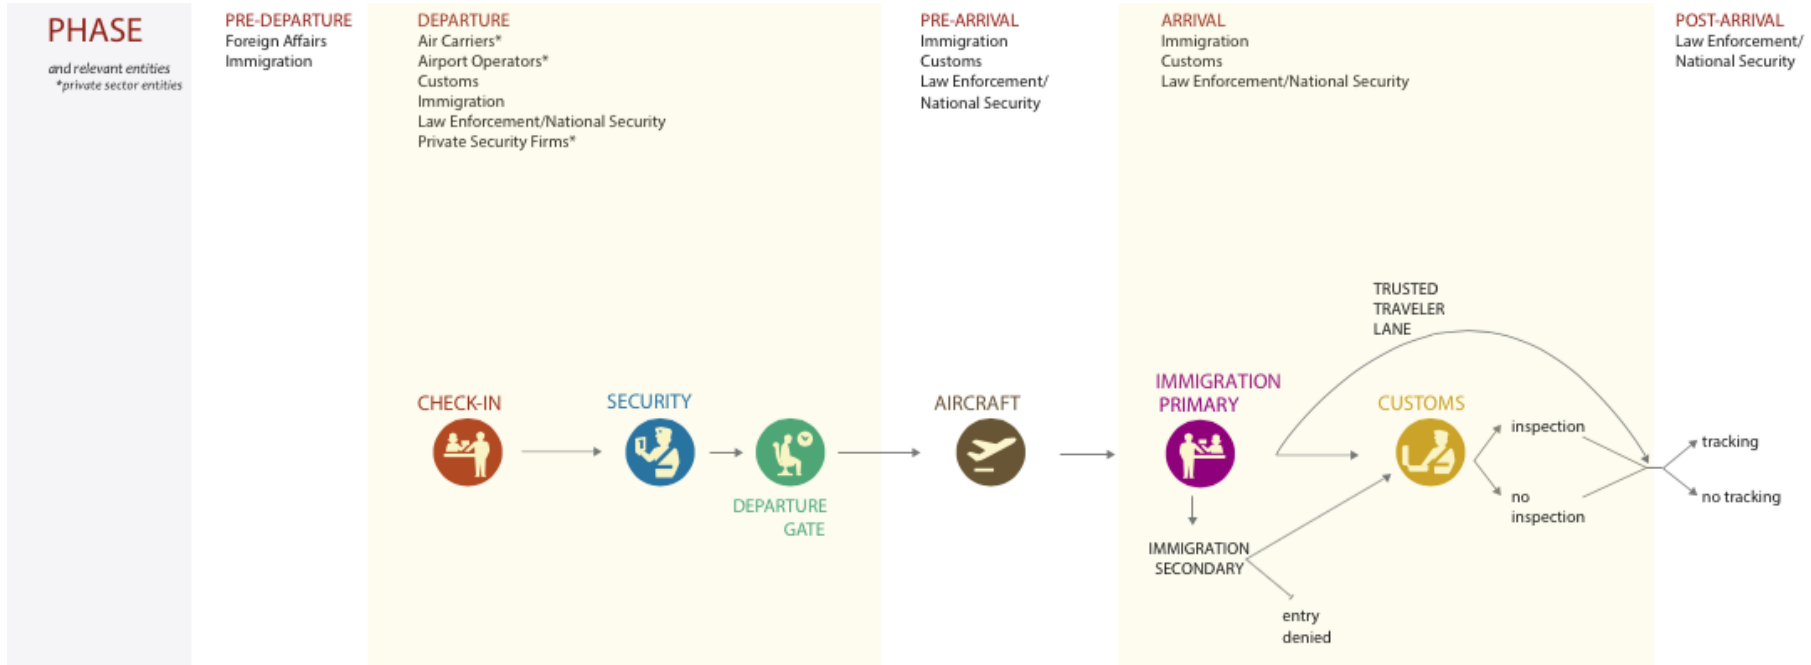 PHASE
and relevant entities
*private sector entities
PRE-DEPARTURE
Foreign Affairs
Immigration
DEPARTURE
Air Carriers*
Airport Operators*
Customs
Immigration
Law Enforcement/National Security
Private Security Firms*
PRE-ARRIVAL
Immigration
Customs
Law Enforcement/
National Security
ARRIVAL
Immigration
Customs
Law Enforcement/National Security
POST-ARRIVAL
Law Enforcement/
National Security
CHECK-IN
SECURITY
DEPARTURE
GATE
AIRCRAFT
IMMIGRATION
PRIMARY
IMMIGRATION
SECONDARY
entry
denied
TRUSTED
TRAVELER
LANE
CUSTOMS
inspection
no
inspection
tracking
no tracking